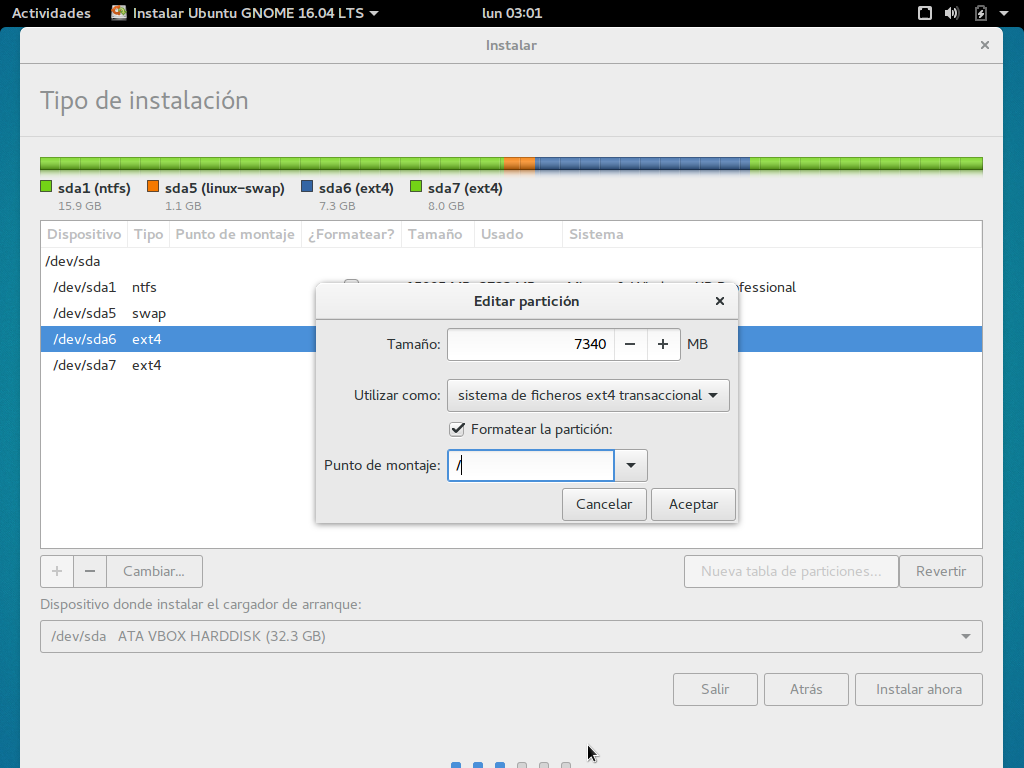 Actividades Instalar Ubuntu GNOME 16.04 LTS lun 03:01
Instalar
Tipo de instalación
sda1 (ntfs) sda5 (linux-swap) sda6 (ext4) sda7 (ext4)
15.9 GB 1.1 GB 7.3 GB 8.0 GB
Dispositivo Tipo Punto de montaje ¿Formatear? Tamaño Usado Sistema
/dev/sda
/dev/sda1 ntfs
/dev/sda5 swap
/dev/sda6 ext4
/dev/sda7 ext4
Editar partición
Tamaño: 7340 − + MB
Utilizar como: sistema de ficheros ext4 transaccional
Formatear la partición:
Punto de montaje: /
Cancelar Aceptar
+ − Cambiar... Nueva tabla de particiones... Revertir
Dispositivo donde instalar el cargador de arranque:
/dev/sda ATA VBOX HARDDISK (32.3 GB)
Salir Atrás Instalar ahora